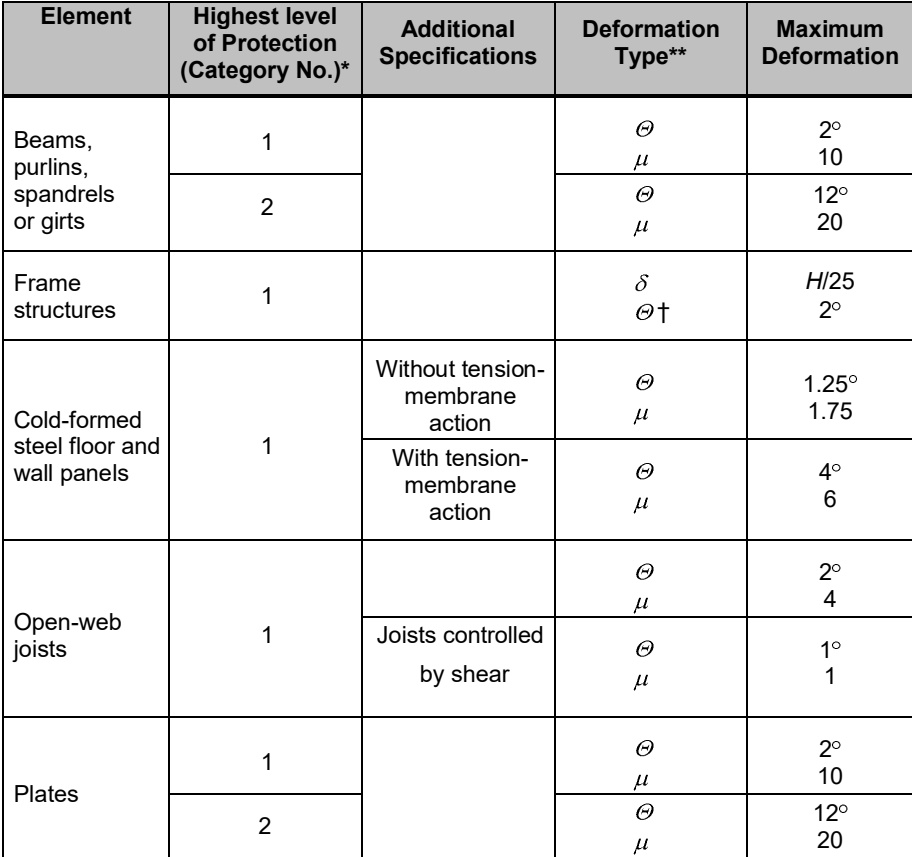 Element
Highest level
of Protection
(Category No.)*
Additional
Specifications
Deformation
Type**
Maximum
Deformation
Beams,
purlins,
spandrels
or girts
1
Θ
μ
2°
10
2
Θ
μ
12°
20
Frame
structures
1
δ
Θ†
H/25
2°
Cold-formed
steel floor and
wall panels
1
Without tension-
membrane
action
Θ
μ
1.25°
1.75
With tension-
membrane
action
Θ
μ
4°
6
Open-web
joists
1
Θ
μ
2°
4
Joists controlled
by shear
Θ
μ
1°
1
Plates
1
Θ
μ
2°
10
2
Θ
μ
12°
20